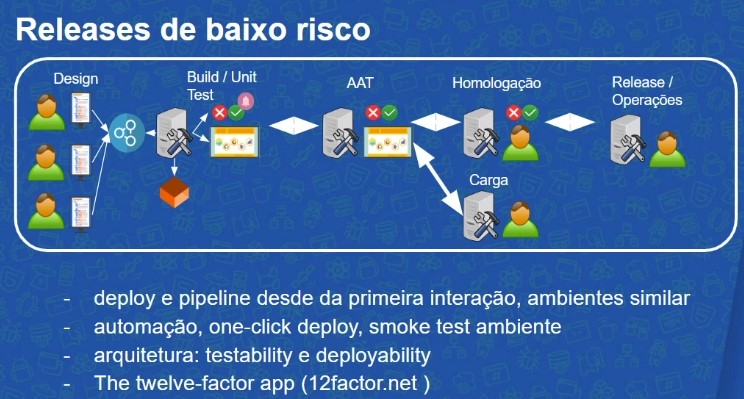 Releases de baixo risco
Design
Build / Unit
Test
AAT
Homologação
Release /
Operações
Carga
- deploy e pipeline desde da primeira interação, ambientes similar
- automação, one-click deploy, smoke test ambiente
- arquitetura: testability e deployability
- The twelve-factor app (12factor.net )